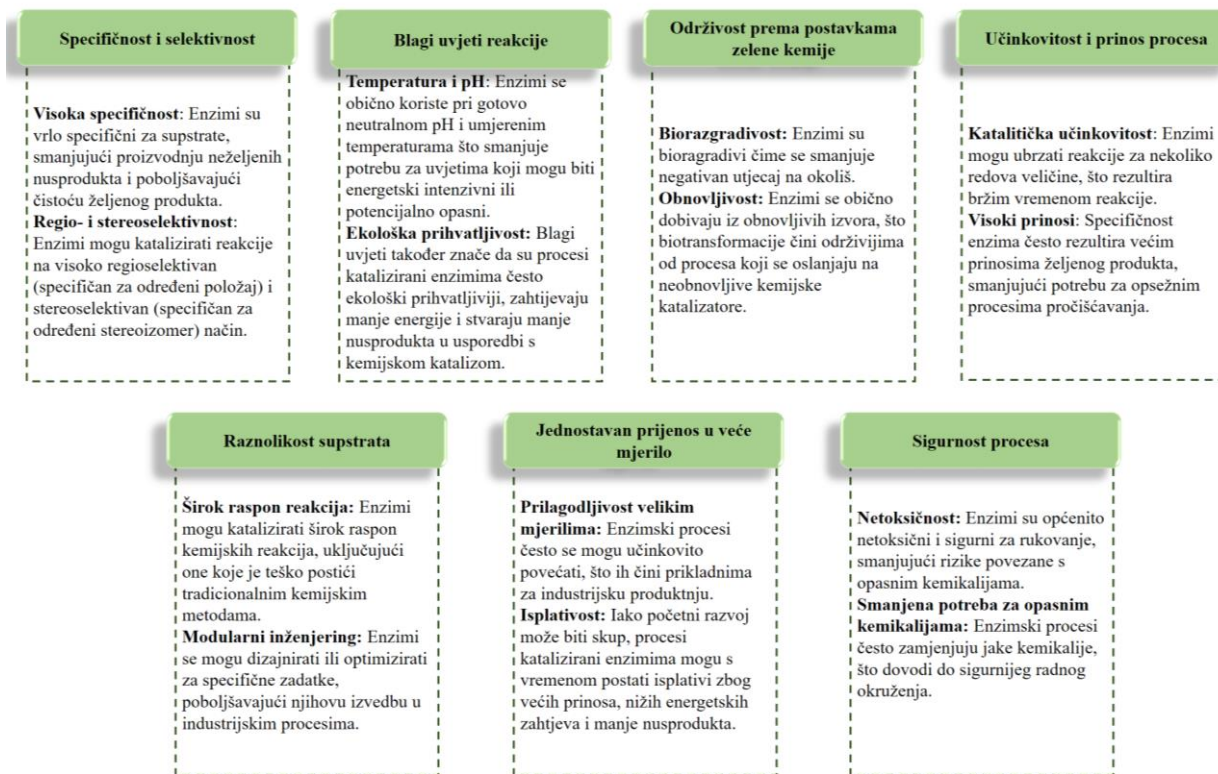 Specifičnost i selektivnost
Visoka specifičnost: Enzimi su
vrlo specifični za supstrate,
smanjujući proizvodnju neželjenih
nusprodukta i poboljšavajući
čistoću željenog produkta.
Regio- i stereoselektivnost:
Enzimi mogu katalizirati reakcije
na visoko regioselektivan
(specifičan za određeni položaj) i
stereoselektivan (specifičan za
određeni stereoizomer) način.
Blagi uvjeti reakcije
Temperatura i pH: Enzimi se
obično koriste pri gotovo
neutralnom pH i umjerenim
temperaturama što smanjuje
potrebu za uvjetima koji mogu biti
energetski intenzivni ili
potencijalno opasni.
Ekološka prihvatljivost: Blagi
uvjeti također znače da su procesi
katalizirani enzimima često
ekološki prihvatljiviji, zahtijevaju
manje energije i stvaraju manje
nusprodukta u usporedbi s
kemijskom katalizom.
Održivost prema postavkama
zelene kemije
Biorazgradivost: Enzimi su
bioragradivi čime se smanjuje
negativan utjecaj na okoliš.
Obnovljivost: Enzimi se obično
dobivaju iz obnovljivih izvora, što
biotransformacije čini održivijima
od procesa koji se oslanjaju na
neobnovljive kemijske
katalizatore.
Učinkovitost i prinos procesa
Katalitička učinkovitost: Enzimi
mogu ubrzati reakcije za nekoliko
redova veličine, što rezultira
bržim vremenom reakcije.
Visoki prinosi: Specifičnost
enzima često rezultira većim
prinosima željenog produkta,
smanjujući potrebu za opsežnim
procesima pročišćavanja.
Raznolikost supstrata
Širok raspon reakcija: Enzimi
mogu katalizirati širok raspon
kemijskih reakcija, uključujući
one koje je teško postići
tradicionalnim kemijskim
metodama.
Modularni inženjering: Enzimi
se mogu dizajnirati ili optimizirati
za specifične zadatke,
poboljšavajući njihovu izvedbu u
industrijskim procesima.
Jednostavan prijenos u veće
mjerilo
Prilagodljivost velikim
mjerilima: Enzimski procesi
često se mogu učinkovito
povećati, što ih čini prikladnima
za industrijsku produktnju.
Isplativost: Iako početni razvoj
može biti skup, procesi
katalizirani enzimima mogu s
vremenom postati isplativi zbog
većih prinosa, nižih energetskih
zahtjeva i manje nusprodukta.
Sigurnost procesa
Netoksičnost: Enzimi su općenito
netoksični i sigurni za rukovanje,
smanjujući rizike povezane s
opasnim kemikalijama.
Smanjena potreba za opasnim
kemikalijama: Enzimski procesi
često zamjenjuju jake kemikalije,
što dovodi do sigurnijeg radnog
okruženja.